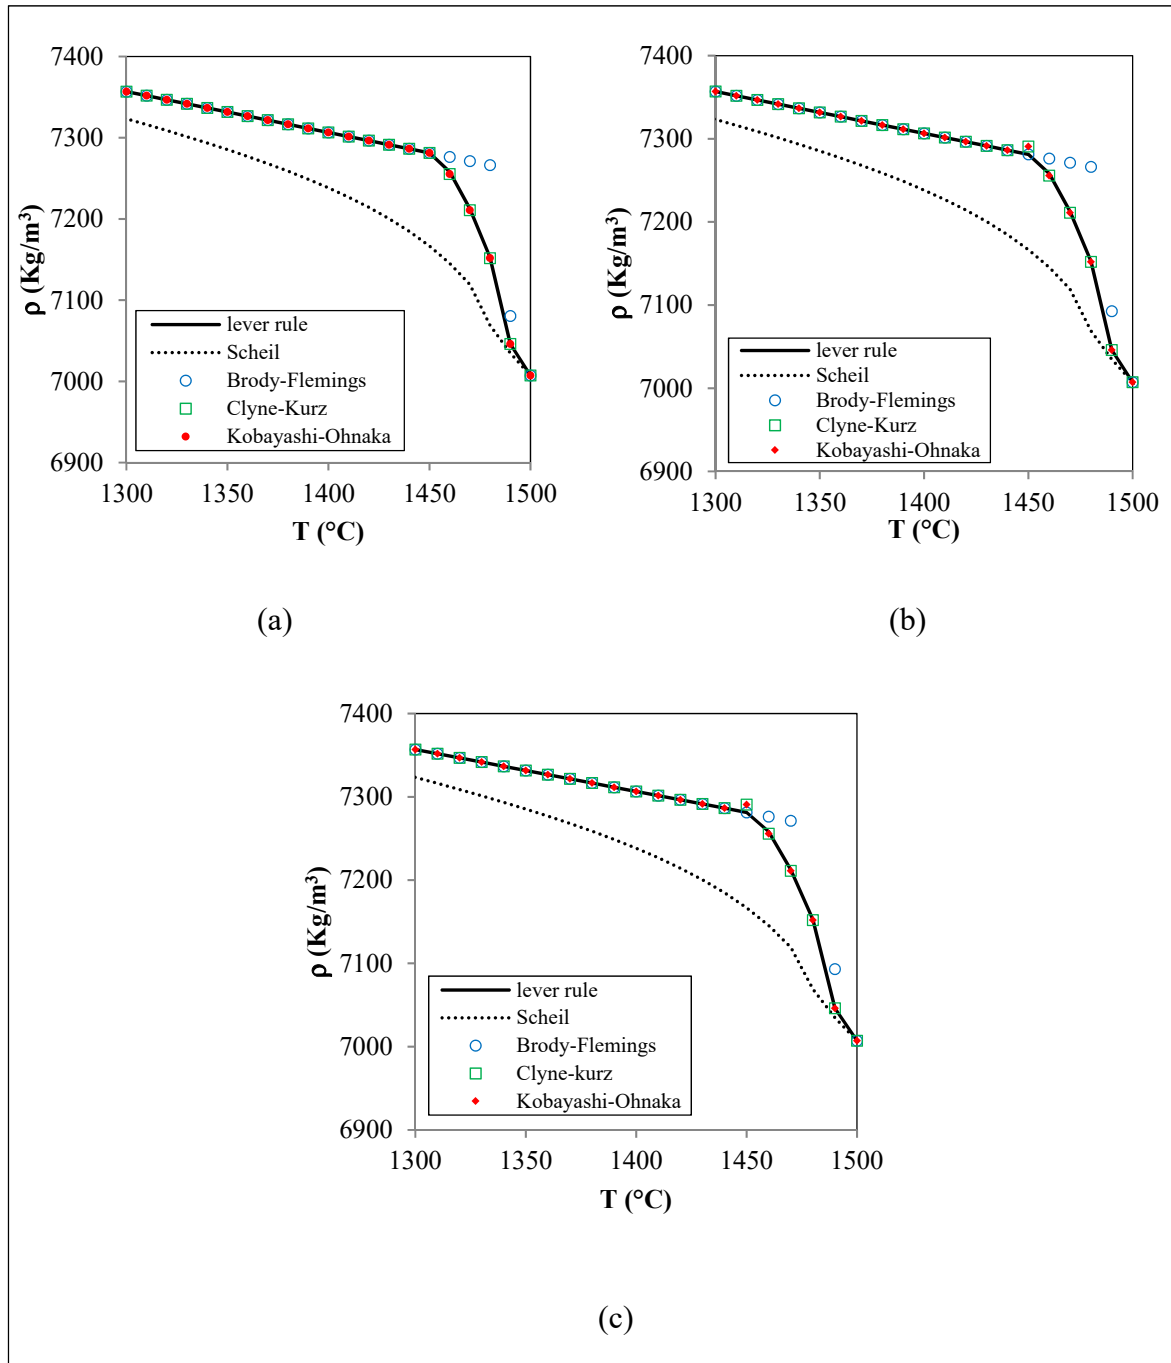 7400
7300
7200
7100
7000
6900
ρ (Kg/m³)
1300 1350 1400 1450 1500
T (°C)
lever rule
Scheil
Brody-Flemings
Clyne-Kurz
Kobayashi-Ohnaka
(a)
7400
7300
7200
7100
7000
6900
ρ (Kg/m³)
1300 1350 1400 1450 1500
T (°C)
lever rule
Scheil
Brody-Flemings
Clyne-Kurz
Kobayashi-Ohnaka
(b)
7400
7300
7200
7100
7000
6900
ρ (Kg/m³)
1300 1350 1400 1450 1500
T (°C)
lever rule
Scheil
Brody-Flemings
Clyne-kurz
Kobayashi-Ohnaka
(c)